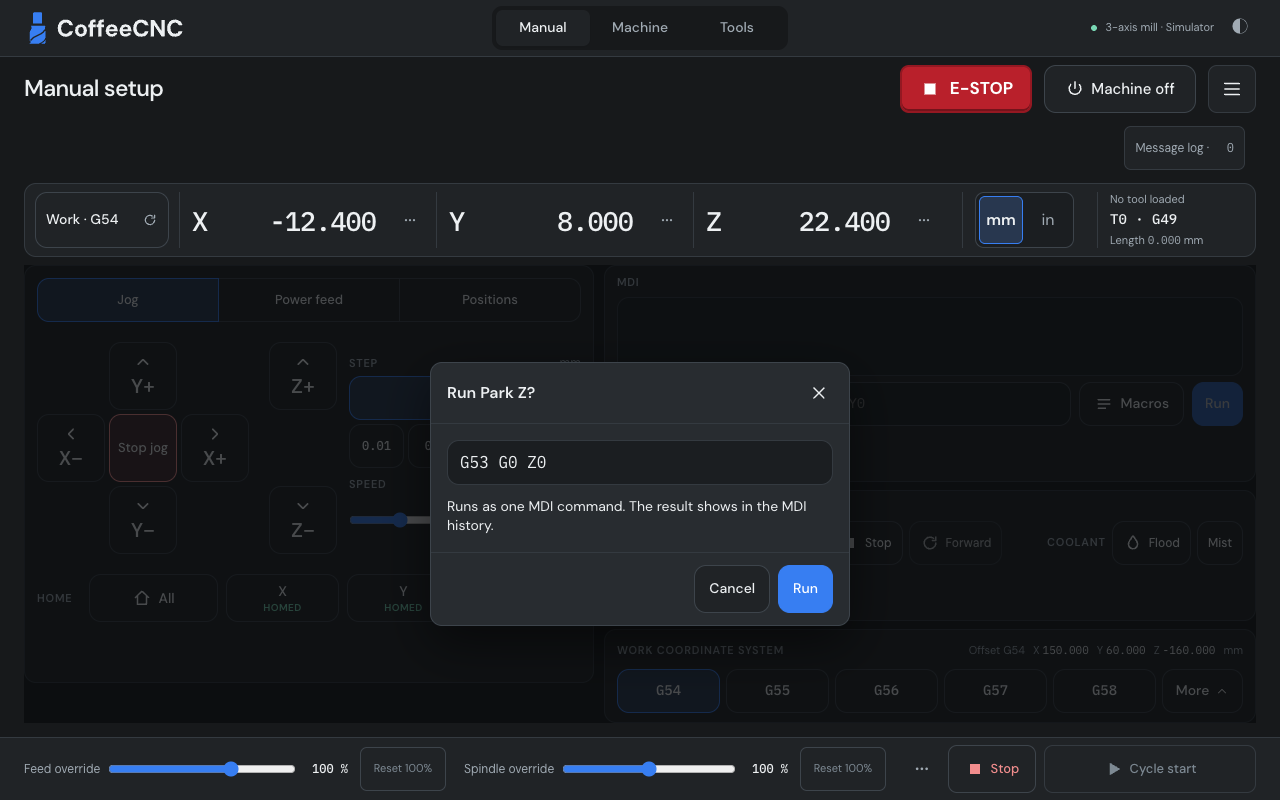 CoffeeCNC
Manual
Machine
Tools
3-axis mill · Simulator
Manual setup
E-STOP
Machine off
Message log · 0
Work · G54
X -12.400 ···
Y 8.000 ···
Z 22.400 ···
mm
in
No tool loaded
T0 · G49
Length 0.000 mm
Jog
Power feed
Positions
MDI
Y+
Z+
STEP
X−
Stop jog
X+
0.01
Y0
Macros
Run
SPEED
Y−
Z−
Run Park Z?
G53 G0 Z0
Runs as one MDI command. The result shows in the MDI
history.
Cancel
Run
Stop
Forward
COOLANT
Flood
Mist
HOME
All
X
HOMED
Y
HOMED
WORK COORDINATE SYSTEM
Offset G54 X 150.000 Y 60.000 Z -160.000 mm
G54
G55
G56
G57
G58
More
Feed override
100 %
Reset 100%
Spindle override
100 %
Reset 100%
···
Stop
Cycle start